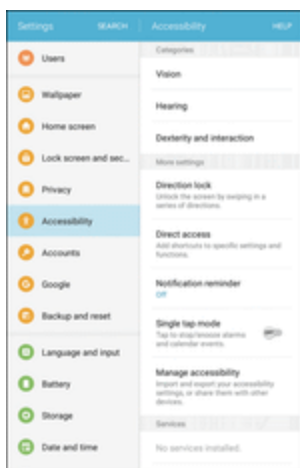 Settings
SEARCH
Users
Wallpaper
Home screen
Lock screen and sec...
Privacy
Accessibility
Accounts
Google
Backup and reset
Language and input
Battery
Storage
Date and time
Accessibility
HELP
Categories
Vision
Hearing
Dexterity and interaction
More settings
Direction lock
Unlock the screen by swiping in a
series of directions.
Direct access
Add shortcuts to specific settings and
functions.
Notification reminder
Off
Single tap mode
Tap to stop/snooze alarms
and calendar events.
Manage accessibility
Import and export your accessibility
settings, or share them with other
devices.
Services
No services installed.